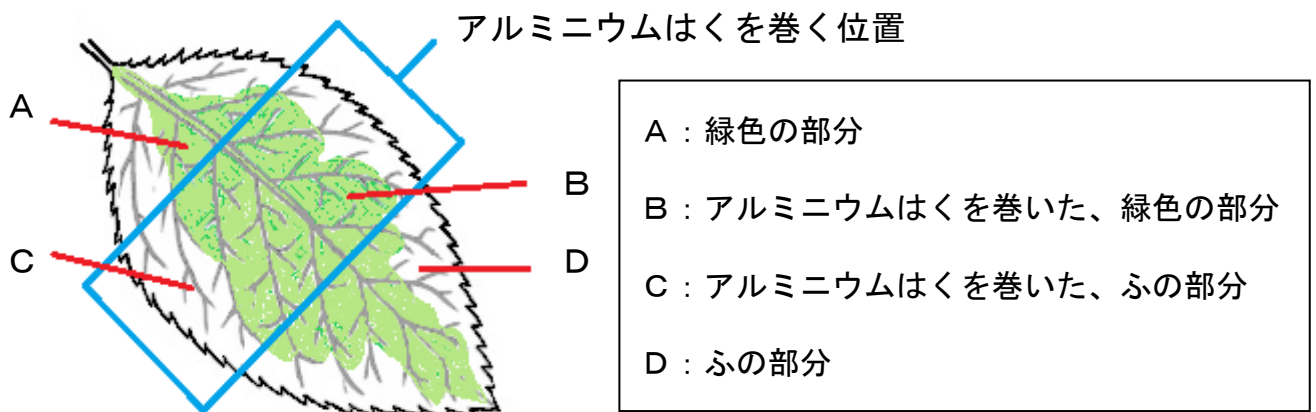 アルミニウムはくを巻く位置
A
B
C
D
A：緑色の部分
B：アルミニウムはくを巻いた、緑色の部分
C：アルミニウムはくを巻いた、ふの部分
D：ふの部分